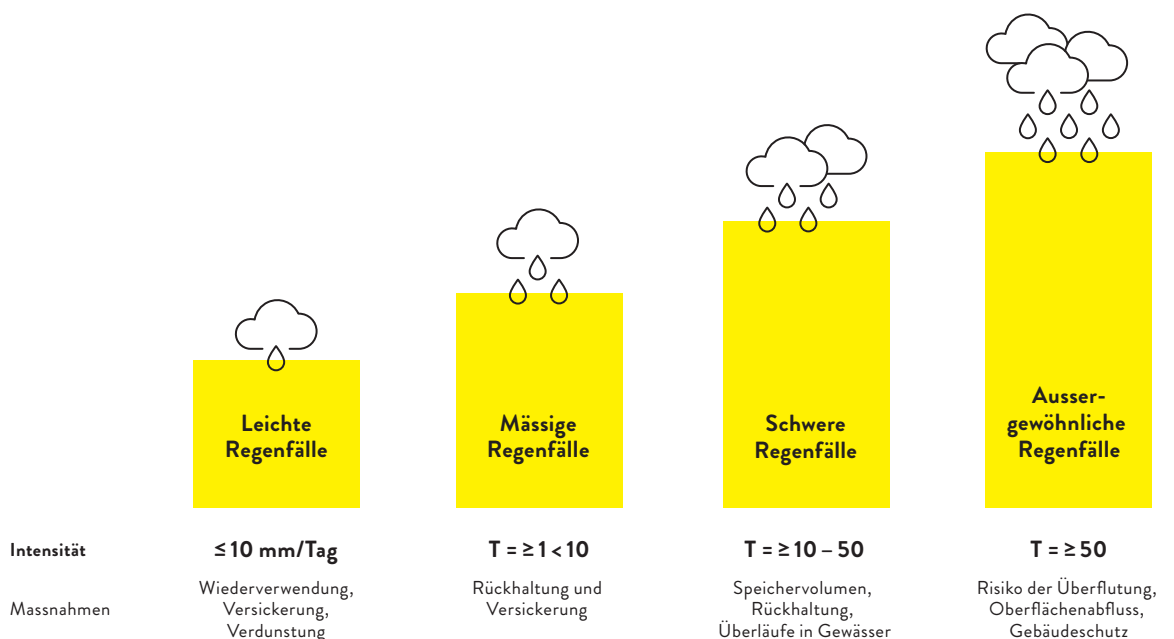 Leichte
Regenfälle
Mässige
Regenfälle
Schwere
Regenfälle
Ausser-
gewöhnliche
Regenfälle
Intensität
≤ 10 mm/Tag
T = ≥ 1 < 10
T = ≥ 10 – 50
T = ≥ 50
Massnahmen
Wiederverwendung,
Versickerung,
Verdunstung
Rückhaltung und
Versickerung
Speichervolumen,
Rückhaltung,
Überläufe in Gewässer
Risiko der Überflutung,
Oberflächenabfluss,
Gebäudeschutz